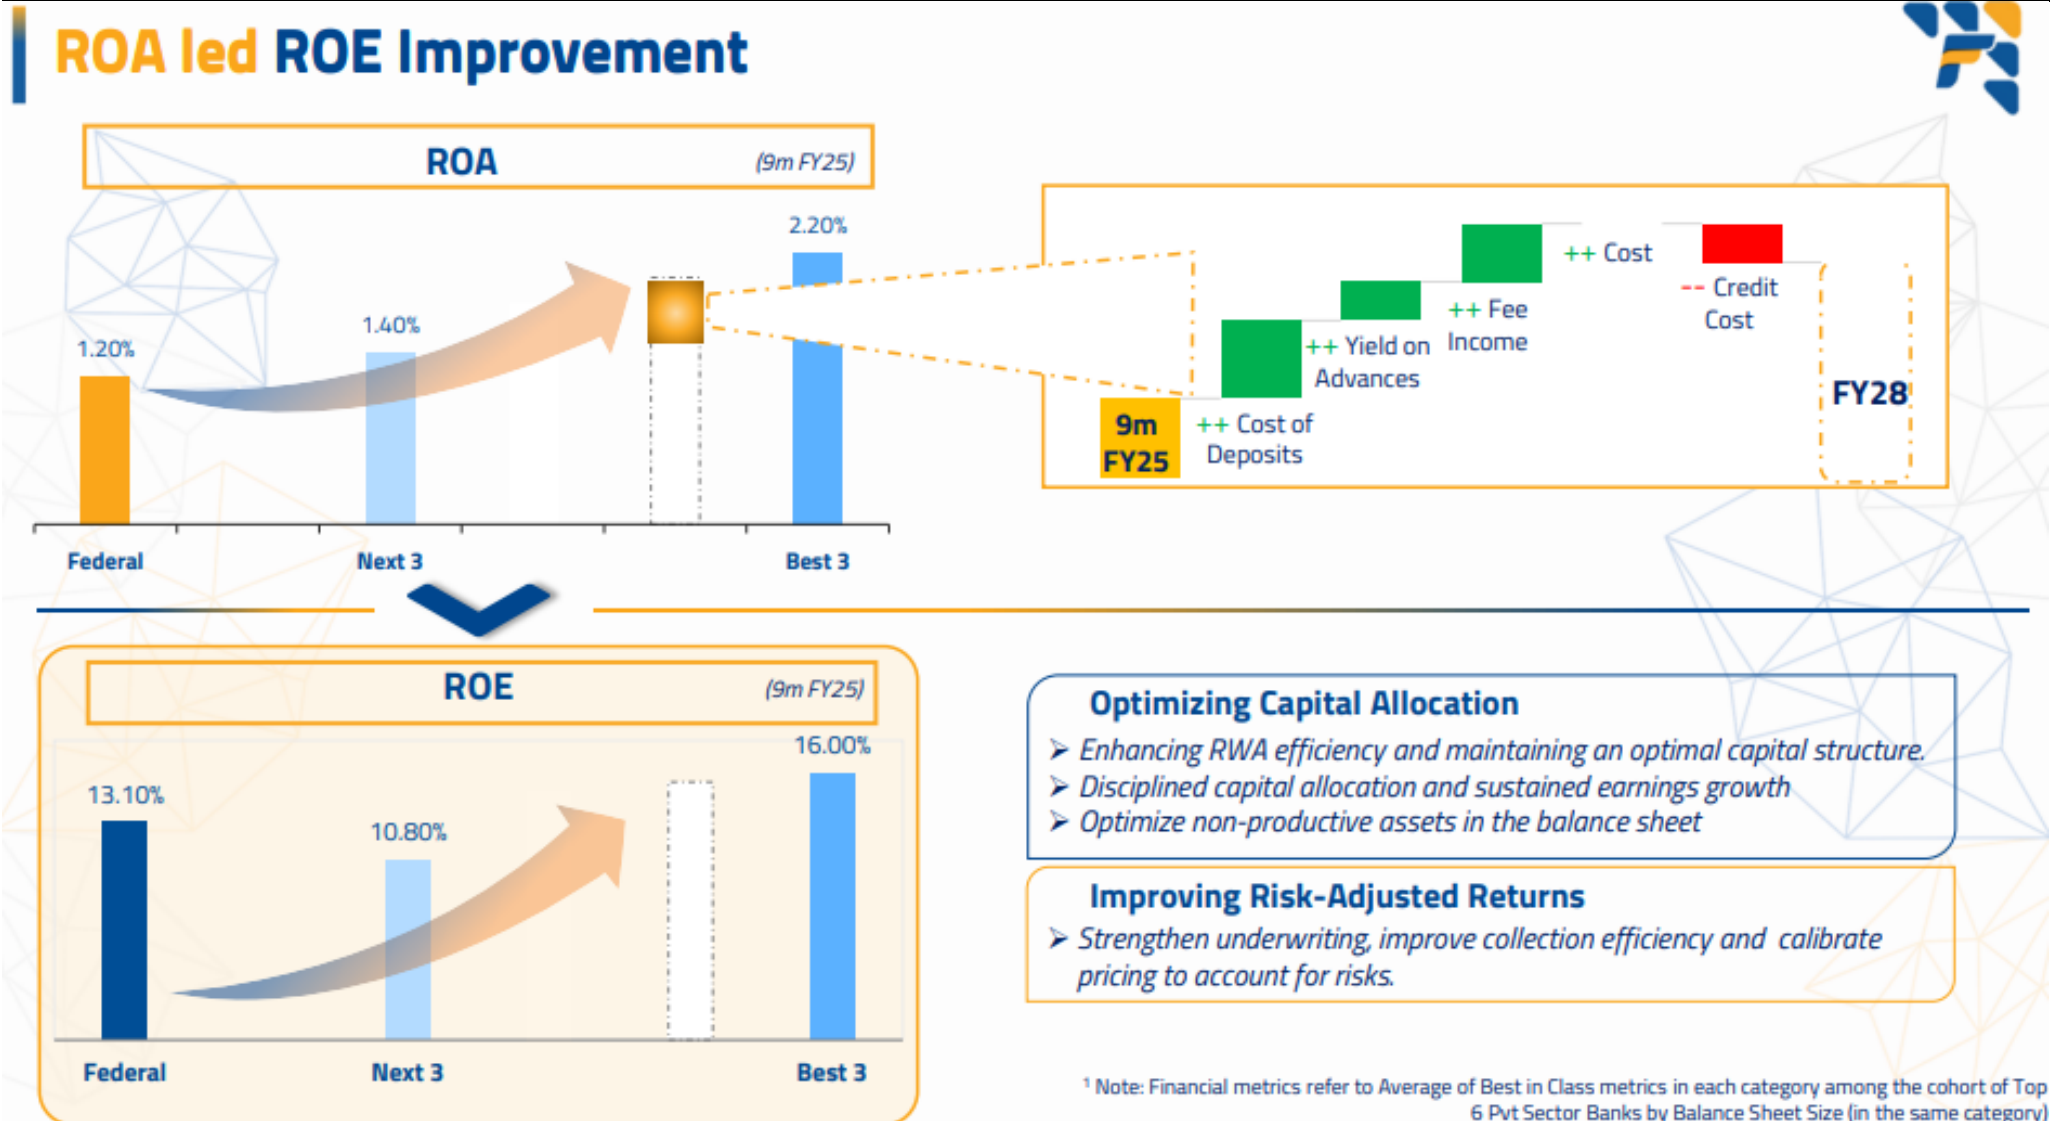 ROA led ROE Improvement
ROA
(9m FY25)
2.20%
1.40%
1.20%
Federal
Next 3
Best 3
9m
FY25
++ Cost of
Deposits
++ Yield on
Advances
++ Fee
Income
++ Cost
-- Credit
Cost
FY28
ROE
(9m FY25)
16.00%
13.10%
10.80%
Federal
Next 3
Best 3
Optimizing Capital Allocation
➢ Enhancing RWA efficiency and maintaining an optimal capital structure.
➢ Disciplined capital allocation and sustained earnings growth
➢ Optimize non-productive assets in the balance sheet
Improving Risk-Adjusted Returns
➢ Strengthen underwriting, improve collection efficiency and calibrate
pricing to account for risks.
¹ Note: Financial metrics refer to Average of Best in Class metrics in each category among the cohort of Top
6 Pvt Sector Banks by Balance Sheet Size (in the same category)